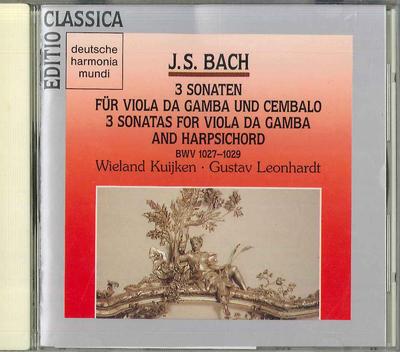 EDITIO CLASSICA
deutsche
harmonia
mundi
J.S. BACH
3 SONATEN
FÜR VIOLA DA GAMBA UND CEMBALO
3 SONATAS FOR VIOLA DA GAMBA
AND HARPSICHORD
BWV 1027–1029
Wieland Kuijken · Gustav Leonhardt